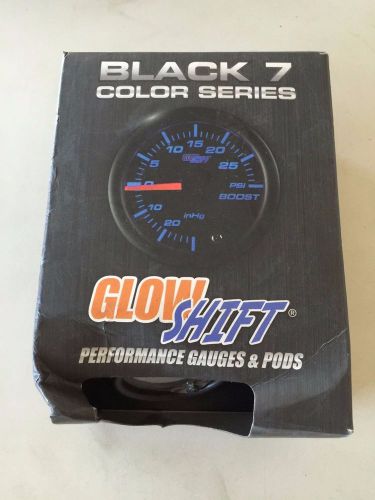 BLACK 7
COLOR SERIES
15
10 20
5 25
0 PSI
BOOST
10 inHg
20
GLOW
SHIFT®
PERFORMANCE GAUGES & PODS